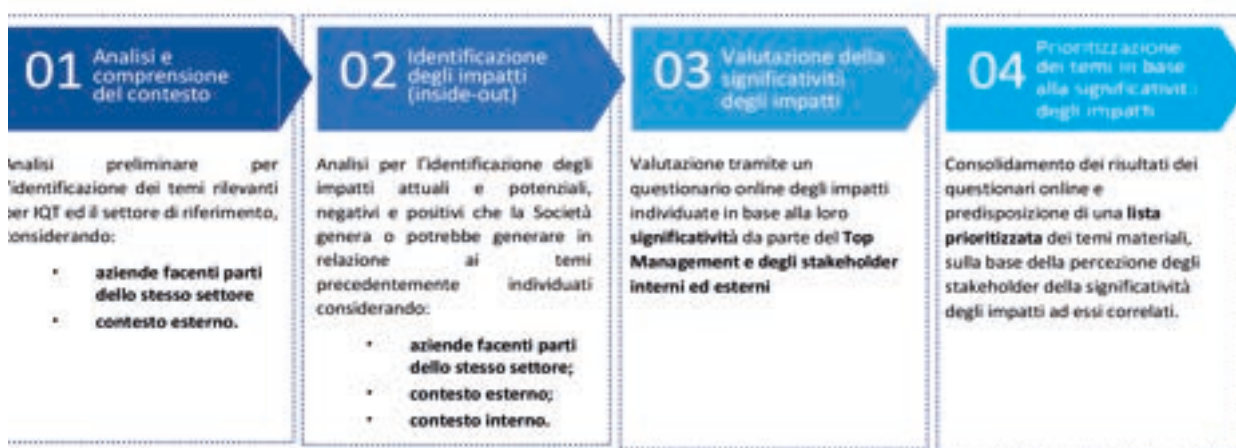 01
Analisi e
comprensione
del contesto
nalisi preliminare per
'identificazione dei temi rilevanti
er IQT ed il settore di riferimento,
onsiderando:
• aziende facenti parti
dello stesso settore
• contesto esterno.
02
Identificazione
degli impatti
(inside-out)
Analisi per l'identificazione degli
impatti attuali e potenziali,
negativi e positivi che la Società
genera o potrebbe generare in
relazione ai temi
precedentemente individuati
considerando:
• aziende facenti parti
dello stesso settore;
• contesto esterno;
• contesto interno.
03
Valutazione della
significatività
degli impatti
Valutazione tramite un
questionario online degli impatti
individuate in base alla loro
significatività da parte del Top
Management e degli stakeholder
interni ed esterni
04
Prioritizzazione
dei temi in base
alla significativit
degli impatti
Consolidamento dei risultati dei
questionari online e
predisposizione di una lista
prioritizzata dei temi materiali,
sulla base della percezione degli
stakeholder della significatività
degli impatti ad essi correlati.